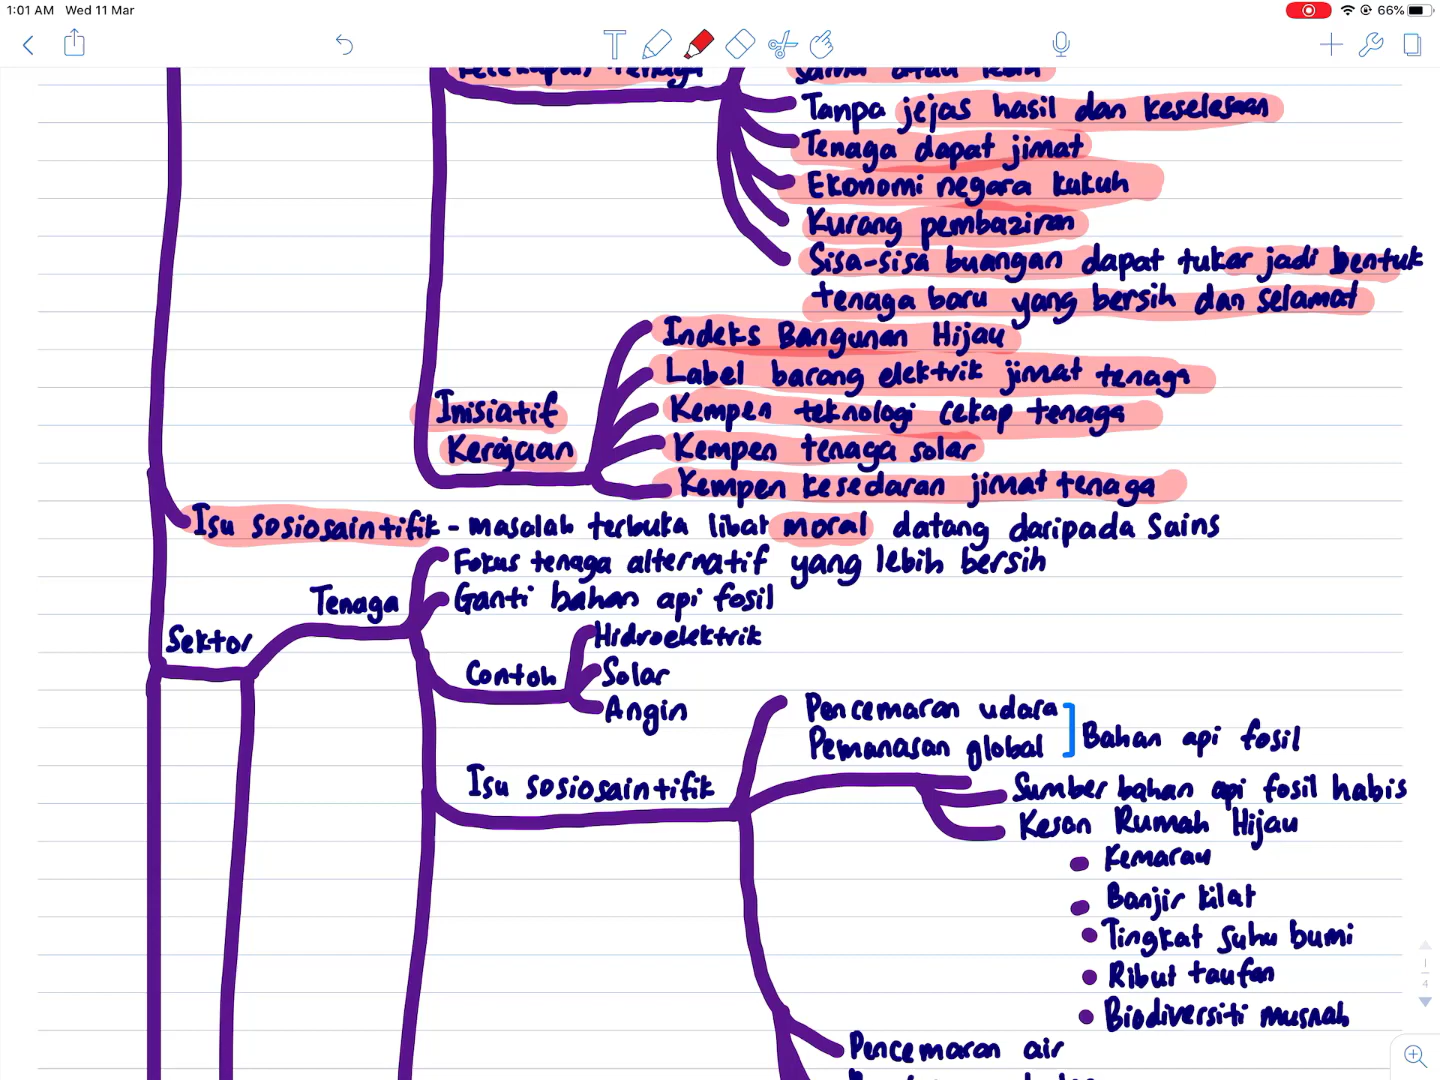 1:01 AM Wed 11 Mar
66%
Tanpa jejas hasil dan keselesaan
Tenaga dapat jimat
Ekonomi negara kukuh
Kurang pembaziran
Sisa-sisa buangan dapat tukar jadi bentuk
tenaga baru yang bersih dan selamat
Indeks Bangunan Hijau
Label barang elektrik jimat tenaga
Inisiatif
Kerajaan
Kempen teknologi cekap tenaga
Kempen tenaga solar
Kempen kesedaran jimat tenaga
Isu sosiosaintifik - masalah terbuka libat moral datang daripada Sains
Fokus tenaga alternatif yang lebih bersih
Tenaga
Ganti bahan api fosil
Sektor
Hidroelektrik
Contoh
Solar
Angin
Pencemaran udara
Pemanasan global
Bahan api fosil
Isu sosiosaintifik
Sumber bahan api fosil habis
Kesan Rumah Hijau
Kemarau
Banjir kilat
Tingkat suhu bumi
Ribut taufan
Biodiversiti musnah
Pencemaran air